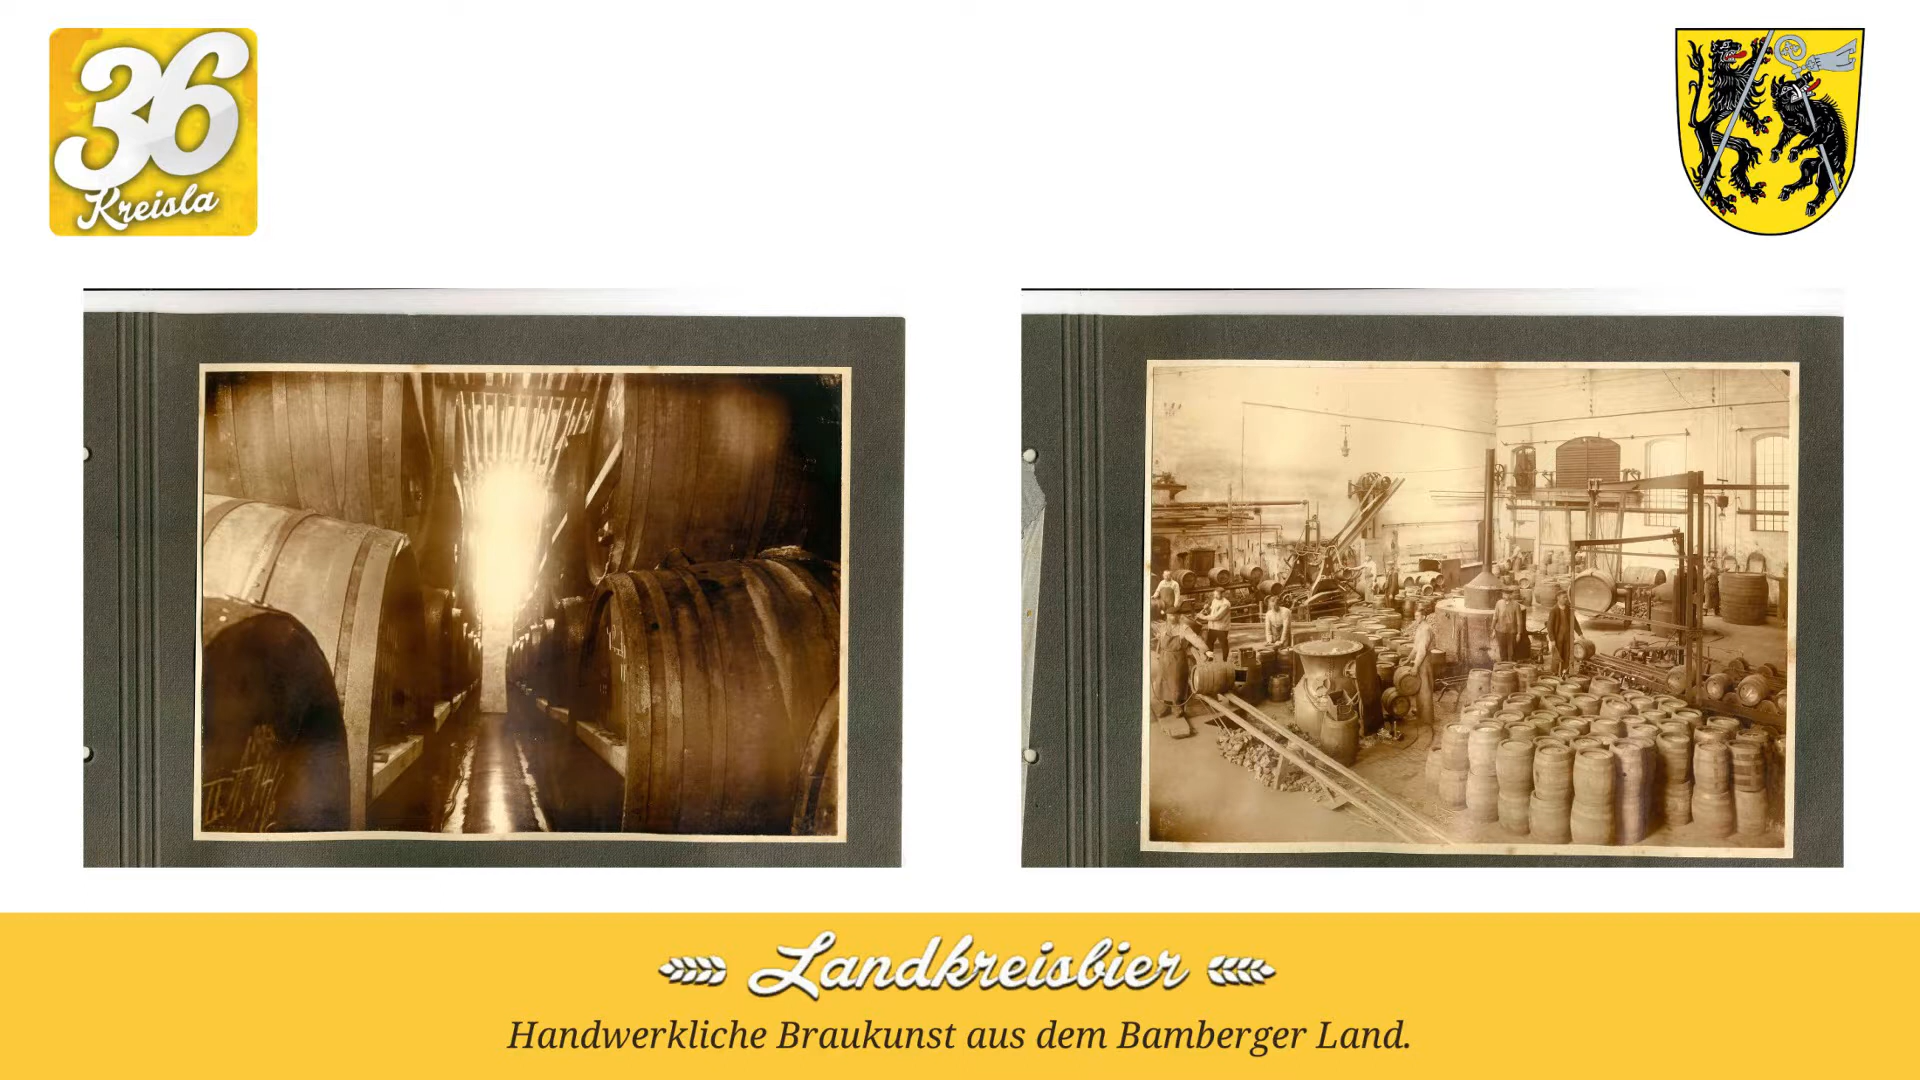 36
Kreisla
Landkreisbier
Handwerkliche Braukunst aus dem Bamberger Land.